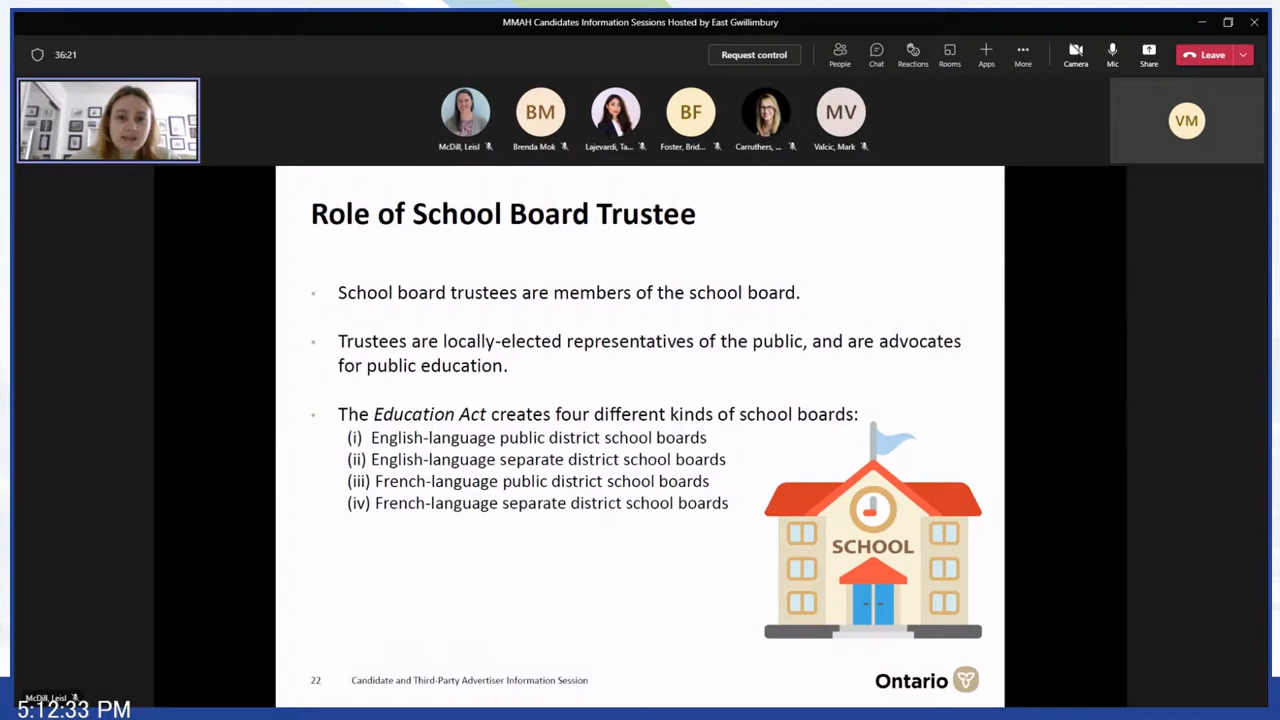 MMAH Candidates Information Sessions Hosted by East Gwillimbury
36:21
Request control
People
Chat
Reactions
Rooms
Apps
More
Camera
Mic
Share
Leave
BM
BF
MV
VM
McDill, Leisl
Brenda Mok
Lajevardi, Ta...
Foster, Brid...
Carruthers, ...
Valcic, Mark
Role of School Board Trustee
• School board trustees are members of the school board.
• Trustees are locally-elected representatives of the public, and are advocates
for public education.
• The Education Act creates four different kinds of school boards:
(i) English-language public district school boards
(ii) English-language separate district school boards
(iii) French-language public district school boards
(iv) French-language separate district school boards
SCHOOL
22 Candidate and Third-Party Advertiser Information Session
Ontario
McDill, Leisl
5:12:33 PM